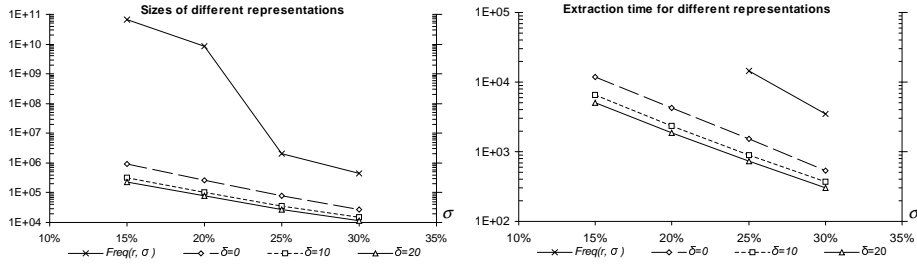 Sizes of different representations
1E+11
1E+10
1E+09
1E+08
1E+07
1E+06
1E+05
1E+04
10% 15% 20% 25% 30% 35%
σ
Freq(r, σ ) δ=0 δ=10 δ=20
Extraction time for different representations
1E+05
1E+04
1E+03
1E+02
10% 15% 20% 25% 30% 35%
σ
Freq(r, σ ) δ=0 δ=10 δ=20